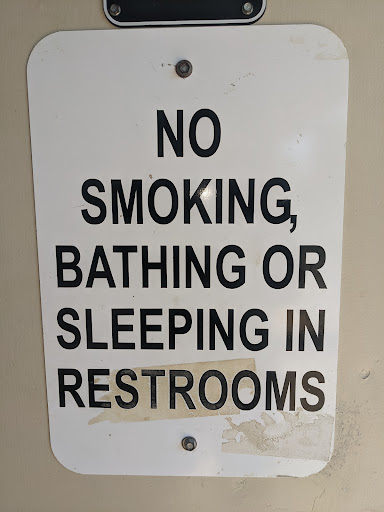 NO
SMOKING,
BATHING OR
SLEEPING IN
RESTROOMS